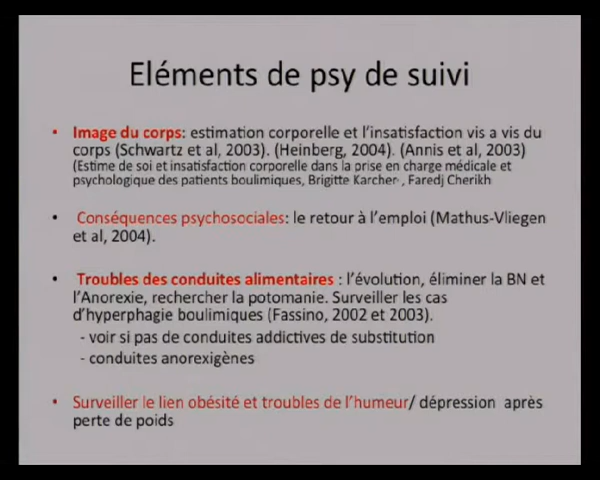 Eléments de psy de suivi
• Image du corps: estimation corporelle et l'insatisfaction vis a vis du
corps (Schwartz et al, 2003). (Heinberg, 2004). (Annis et al, 2003)
(Estime de soi et insatisfaction corporelle dans la prise en charge médicale et
psychologique des patients boulimiques, Brigitte Karcher , Faredj Cherikh
• Conséquences psychosociales: le retour à l'emploi (Mathus-Vliegen
et al, 2004).
• Troubles des conduites alimentaires : l'évolution, éliminer la BN et
l'Anorexie, rechercher la potomanie. Surveiller les cas
d'hyperphagie boulimiques (Fassino, 2002 et 2003).
- voir si pas de conduites addictives de substitution
- conduites anorexigènes
• Surveiller le lien obésité et troubles de l'humeur/ dépression après
perte de poids